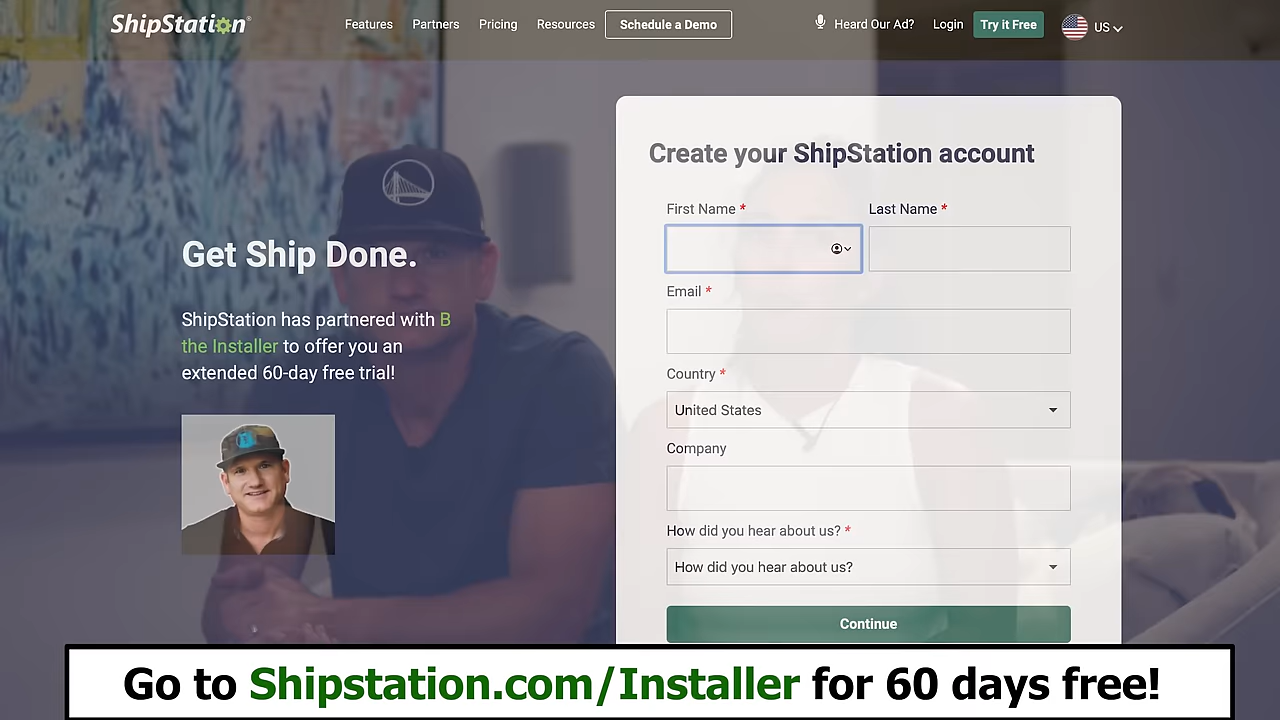 ShipStation
Features
Partners
Pricing
Resources
Schedule a Demo
Heard Our Ad?
Login
Try it Free
US
Create your ShipStation account
First Name *
Last Name *
Get Ship Done.
Email *
ShipStation has partnered with B
the Installer to offer you an
extended 60-day free trial!
Country *
United States
Company
How did you hear about us? *
How did you hear about us?
Continue
Go to Shipstation.com/Installer for 60 days free!